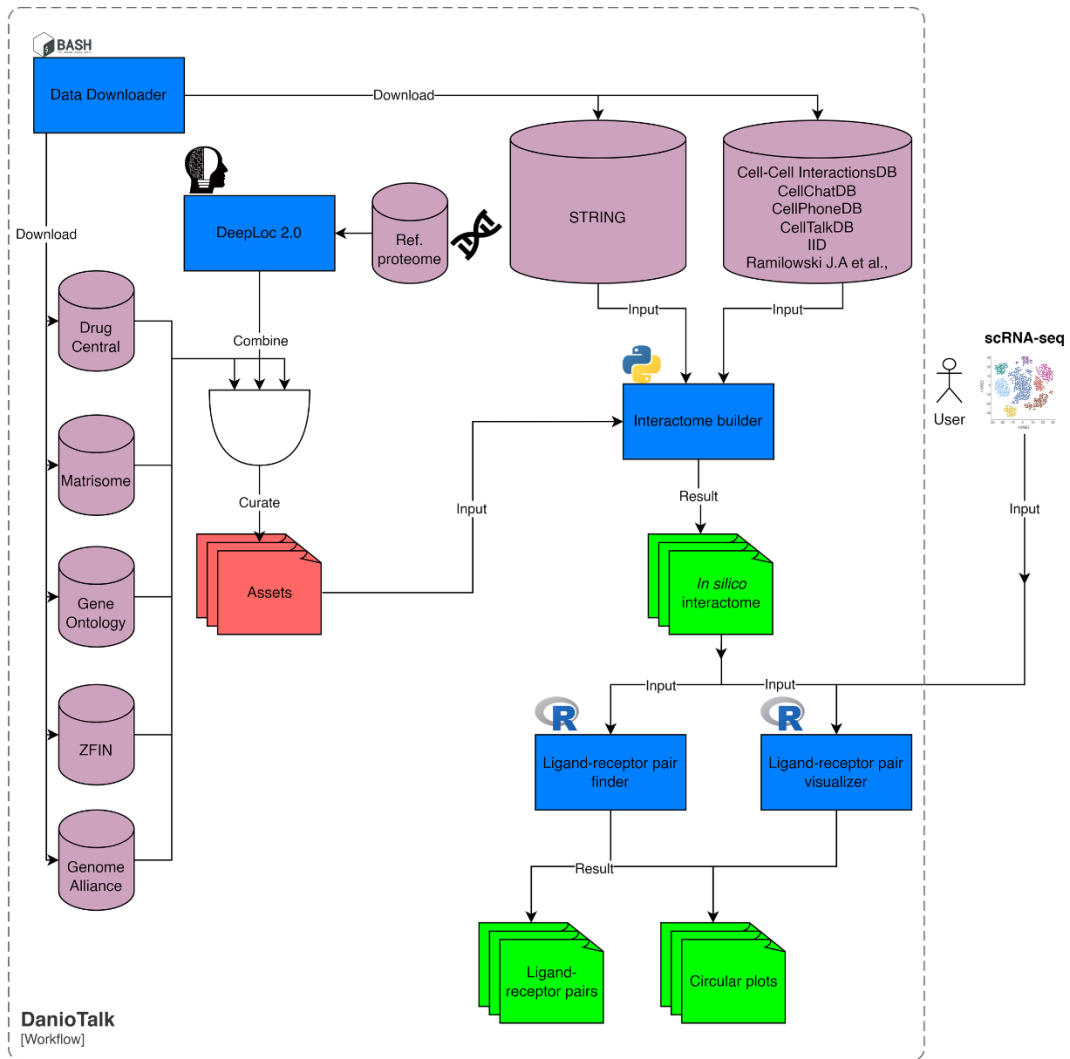 BASH
Data Downloader
Download
Download
DeepLoc 2.0
Ref.
proteome
STRING
Cell-Cell InteractionsDB
CellChatDB
CellPhoneDB
CellTalkDB
IID
Ramilowski J.A et al.,
Input
Input
Drug
Central
Combine
scRNA-seq
User
Interactome builder
Matrisome
Curate
Input
Result
Input
Assets
In silico
interactome
Gene
Ontology
Input
Input
ZFIN
R
R
Ligand-receptor pair
finder
Ligand-receptor pair
visualizer
Genome
Alliance
Result
Ligand-
receptor pairs
Circular plots
DanioTalk
[Workflow]